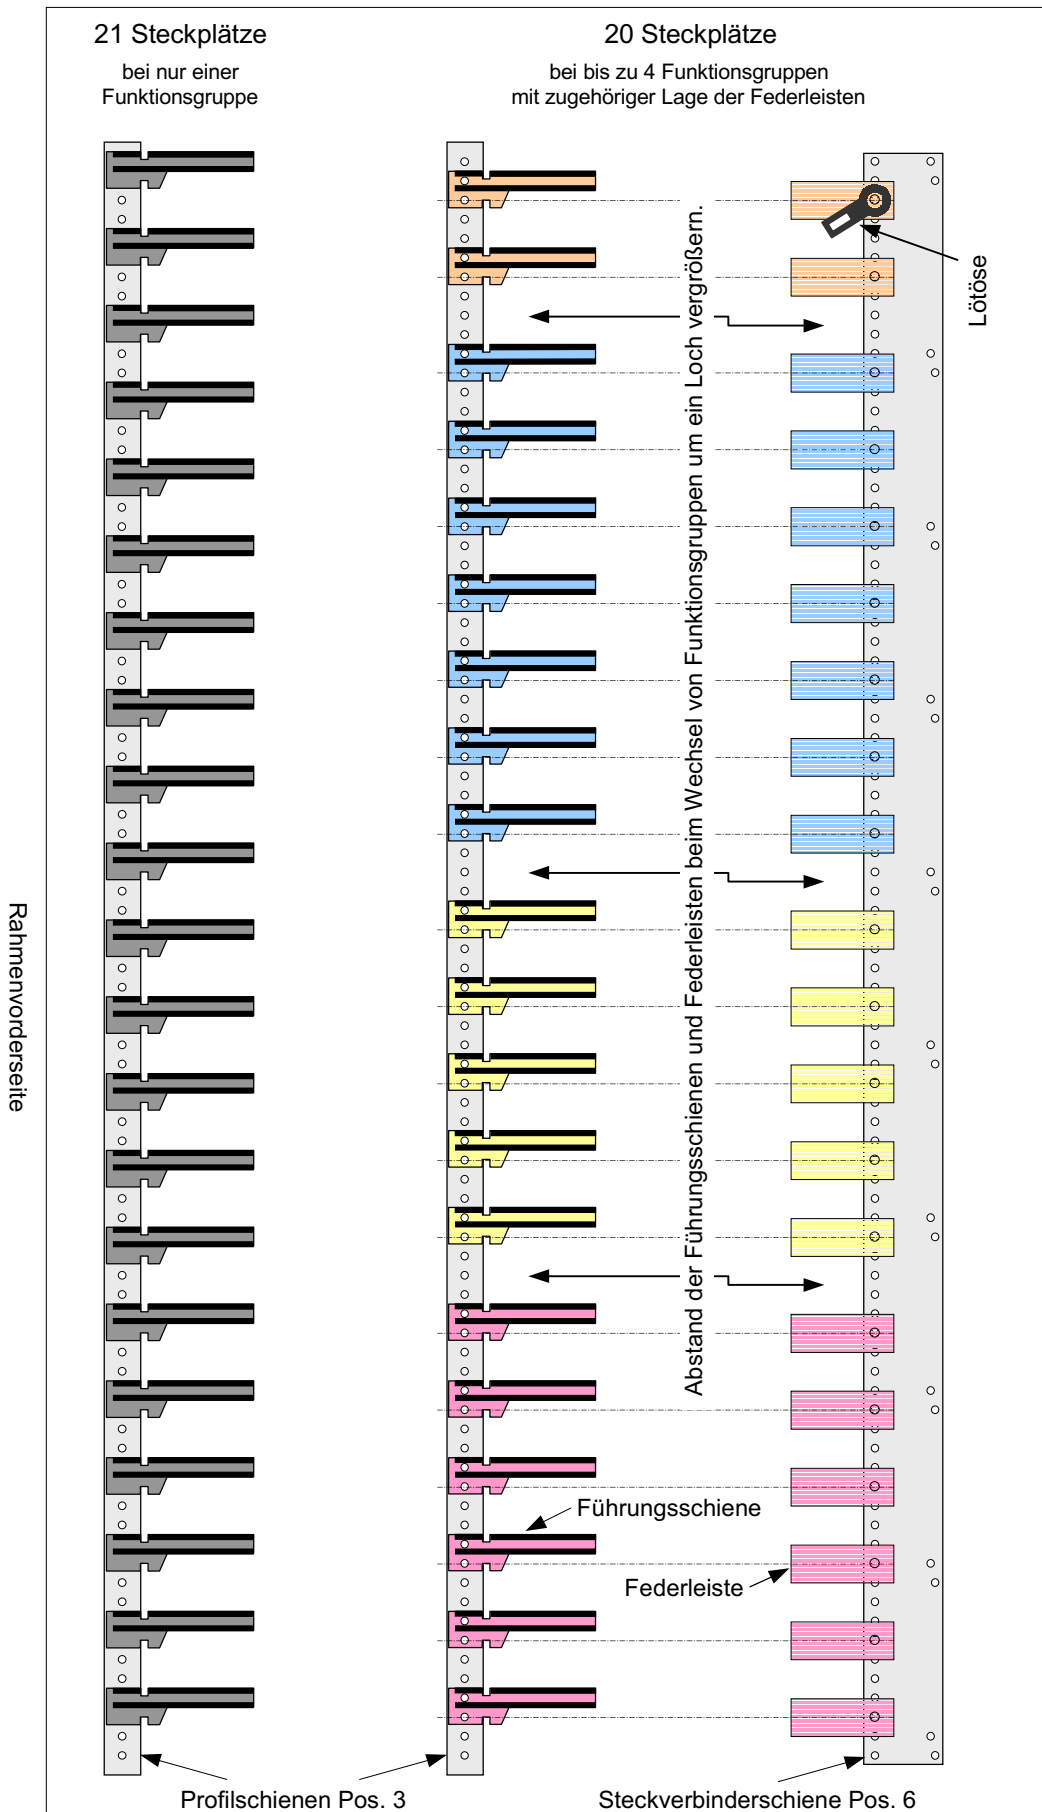 21 Steckplätze
bei nur einer
Funktionsgruppe
20 Steckplätze
bei bis zu 4 Funktionsgruppen
mit zugehöriger Lage der Federleisten
Lötöse
Abstand der Führungsschienen und Federleisten beim Wechsel von Funktionsgruppen um ein Loch vergrößern.
Rahmenvorderseite
Führungsschiene
Federleiste
Profilschienen Pos. 3
Steckverbinderschiene Pos. 6